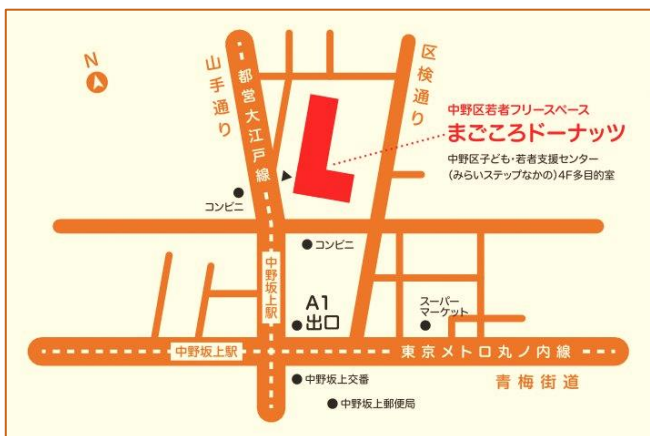 N
山手通り
都営大江戸線
区検通り
中野区若者フリースペース
まごころドーナッツ
中野区子ども・若者支援センター
(みらいステップなかの)4F多目的室
コンビニ
コンビニ
中野坂上駅
A1
出口
スーパー
マーケット
中野坂上駅
東京メトロ丸ノ内線
青梅街道
中野坂上交番
中野坂上郵便局